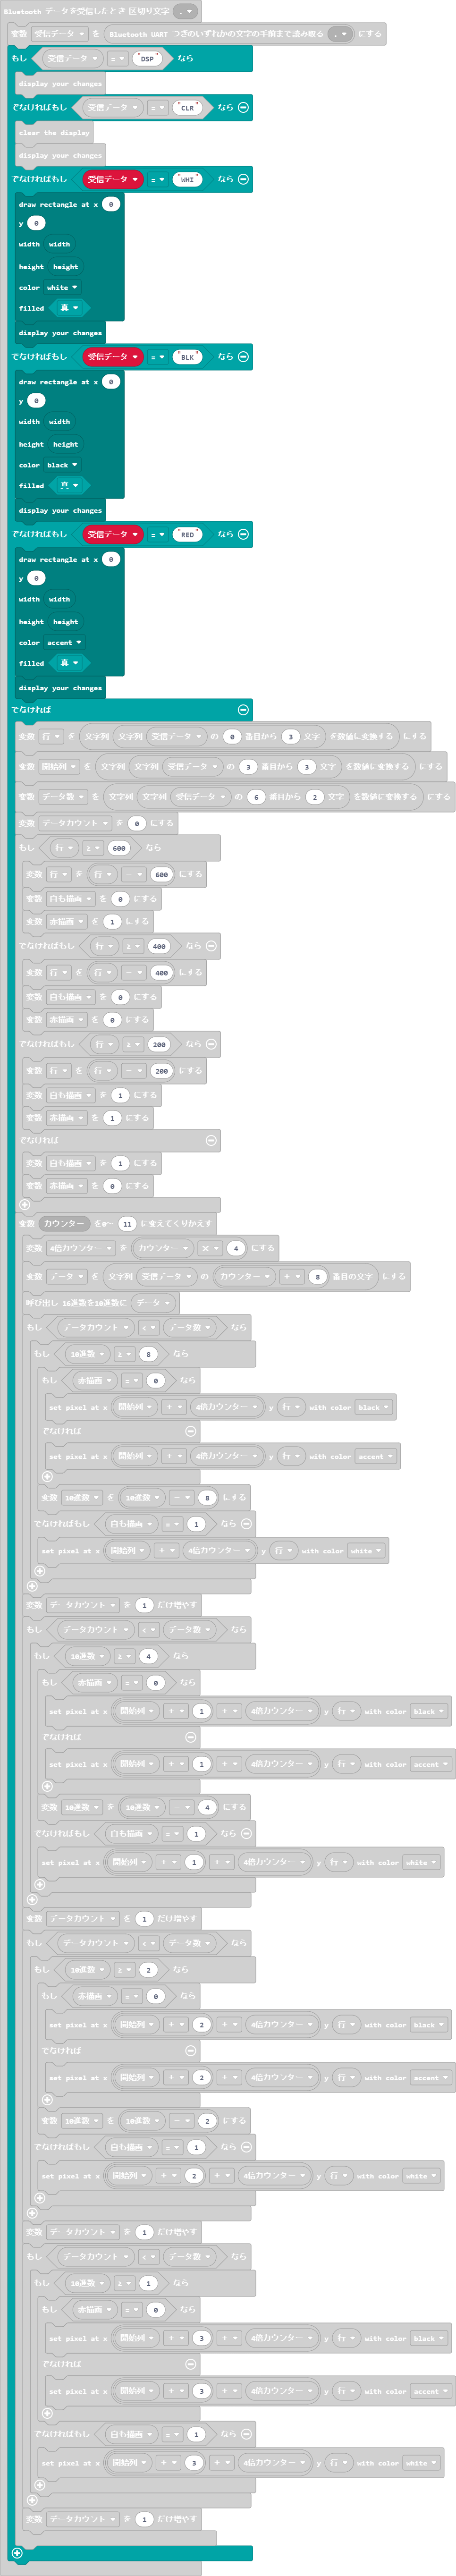 Bluetooth データを受信したとき 区切り文字 .
変数 受信データ を Bluetooth UART つぎのいずれかの文字の手前まで読み取る . にする
もし 受信データ = "DSP" なら
display your changes
でなければもし 受信データ = "CLR" なら
clear the display
display your changes
でなければもし 受信データ = "WHI" なら
draw rectangle at x 0
y 0
width width
height height
color white
filled 真
display your changes
でなければもし 受信データ = "BLK" なら
draw rectangle at x 0
y 0
width width
height height
color black
filled 真
display your changes
でなければもし 受信データ = "RED" なら
draw rectangle at x 0
y 0
width width
height height
color accent
filled 真
display your changes
でなければ
変数 行 を 文字列 文字列 受信データ の 0 番目から 3 文字 を数値に変換する にする
変数 開始列 を 文字列 文字列 受信データ の 3 番目から 3 文字 を数値に変換する にする
変数 データ数 を 文字列 文字列 受信データ の 6 番目から 2 文字 を数値に変換する にする
変数 データカウント を 0 にする
もし 行 ≥ 600 なら
変数 行 を 行 - 600 にする
変数 白も描画 を 0 にする
変数 赤描画 を 1 にする
でなければもし 行 ≥ 400 なら
変数 行 を 行 - 400 にする
変数 白も描画 を 0 にする
変数 赤描画 を 0 にする
でなければもし 行 ≥ 200 なら
変数 行 を 行 - 200 にする
変数 白も描画 を 1 にする
変数 赤描画 を 1 にする
でなければ
変数 白も描画 を 1 にする
変数 赤描画 を 0 にする
変数 カウンター を0〜 11 に変えてくりかえす
変数 4倍カウンター を カウンター × 4 にする
変数 データ を 文字列 受信データ の カウンター + 8 番目の文字 にする
呼び出し 16進数を10進数に データ
もし データカウント < データ数 なら
もし 10進数 ≥ 8 なら
もし 赤描画 = 0 なら
set pixel at x 開始列 + 4倍カウンター y 行 with color black
でなければ
set pixel at x 開始列 + 4倍カウンター y 行 with color accent
変数 10進数 を 10進数 - 8 にする
でなければもし 白も描画 = 1 なら
set pixel at x 開始列 + 4倍カウンター y 行 with color white
変数 データカウント を 1 だけ増やす
もし データカウント < データ数 なら
もし 10進数 ≥ 4 なら
もし 赤描画 = 0 なら
set pixel at x 開始列 + 1 + 4倍カウンター y 行 with color black
でなければ
set pixel at x 開始列 + 1 + 4倍カウンター y 行 with color accent
変数 10進数 を 10進数 - 4 にする
でなければもし 白も描画 = 1 なら
set pixel at x 開始列 + 1 + 4倍カウンター y 行 with color white
変数 データカウント を 1 だけ増やす
もし データカウント < データ数 なら
もし 10進数 ≥ 2 なら
もし 赤描画 = 0 なら
set pixel at x 開始列 + 2 + 4倍カウンター y 行 with color black
でなければ
set pixel at x 開始列 + 2 + 4倍カウンター y 行 with color accent
変数 10進数 を 10進数 - 2 にする
でなければもし 白も描画 = 1 なら
set pixel at x 開始列 + 2 + 4倍カウンター y 行 with color white
変数 データカウント を 1 だけ増やす
もし データカウント < データ数 なら
もし 10進数 ≥ 1 なら
もし 赤描画 = 0 なら
set pixel at x 開始列 + 3 + 4倍カウンター y 行 with color black
でなければ
set pixel at x 開始列 + 3 + 4倍カウンター y 行 with color accent
でなければもし 白も描画 = 1 なら
set pixel at x 開始列 + 3 + 4倍カウンター y 行 with color white
変数 データカウント を 1 だけ増やす